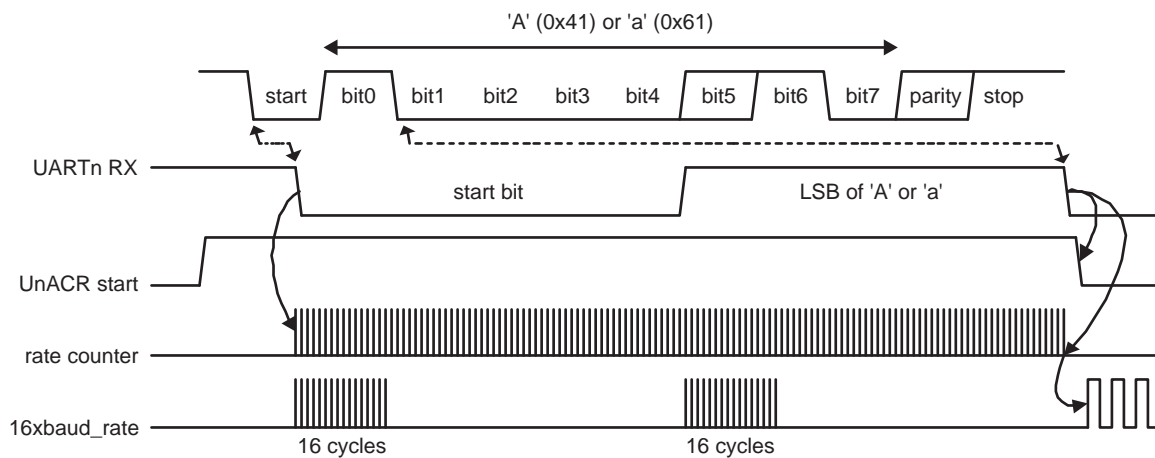 'A' (0x41) or 'a' (0x61)
start bit0 bit1 bit2 bit3 bit4 bit5 bit6 bit7 parity stop
UARTn RX
start bit LSB of 'A' or 'a'
UnACR start
rate counter
16xbaud_rate
16 cycles 16 cycles